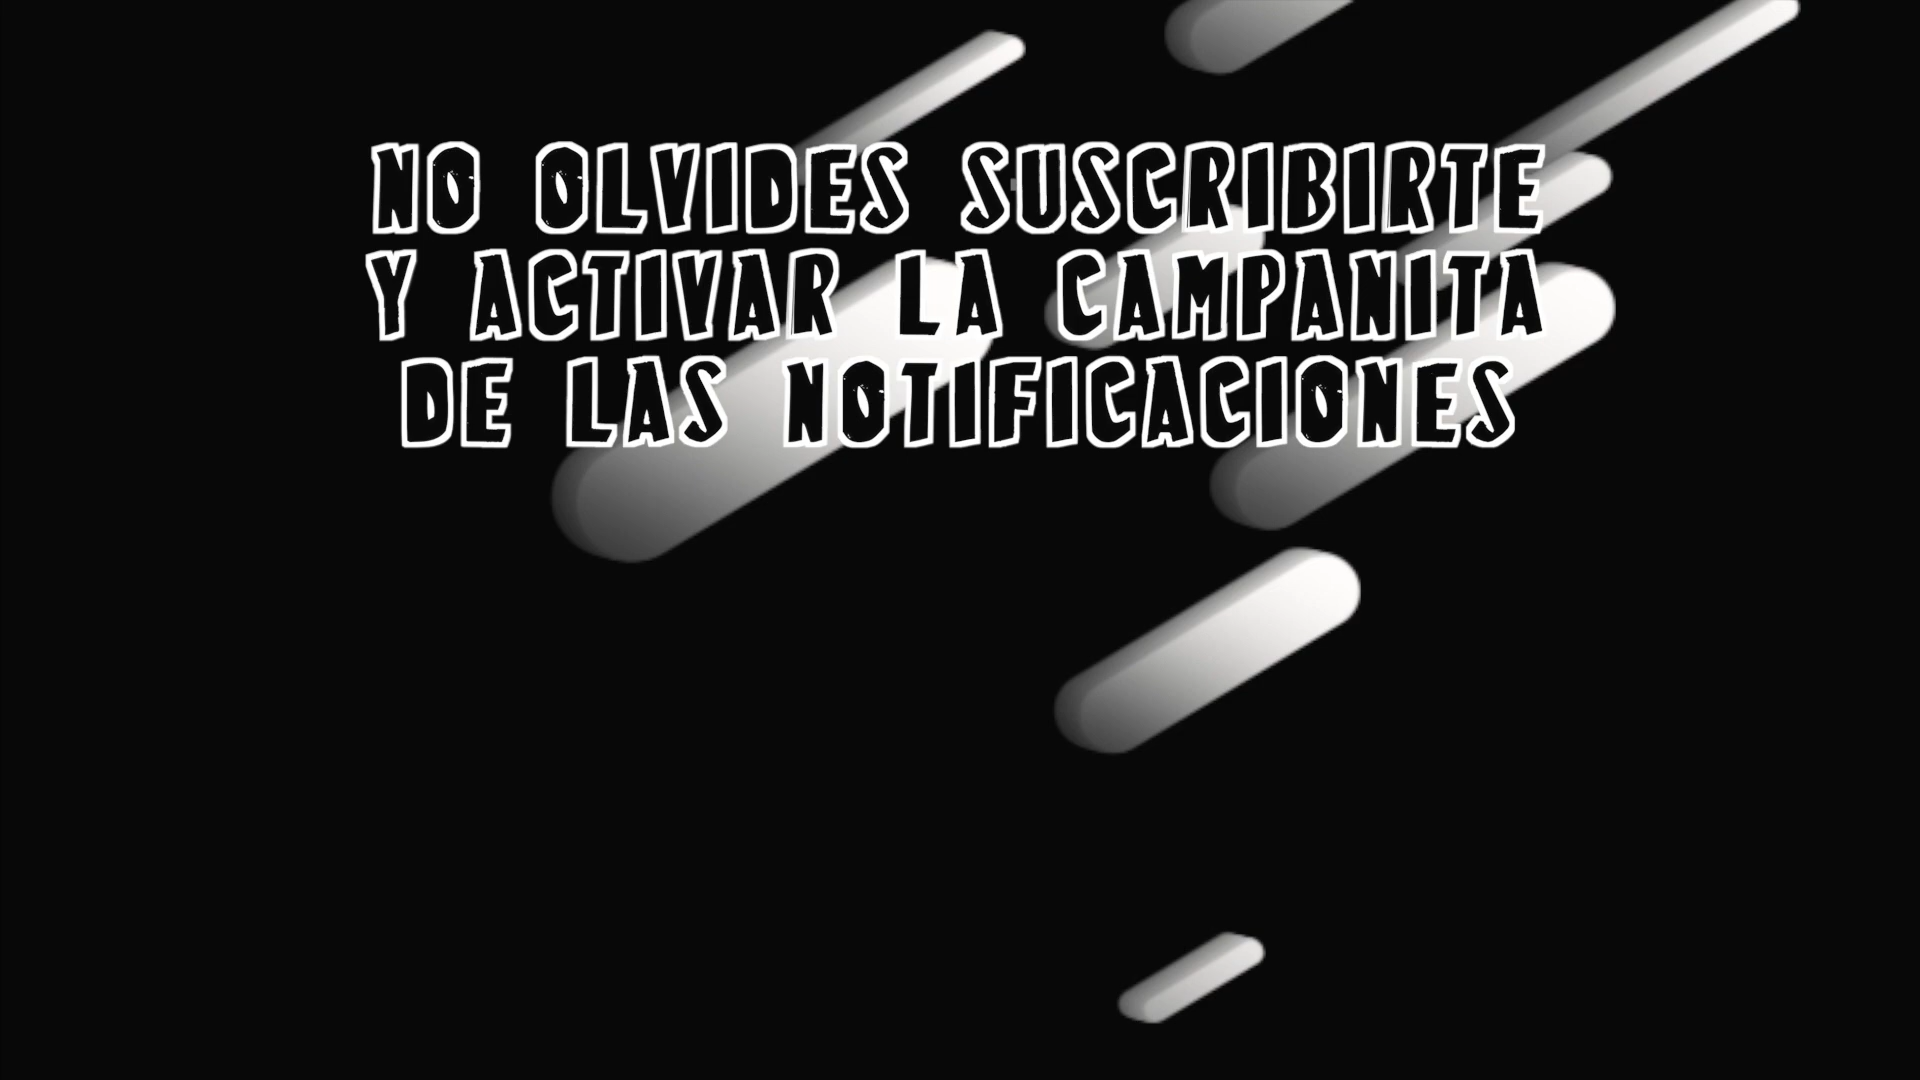 NO OLVIDES SUSCRIBIRTE
Y ACTIVAR LA CAMPANITA
DE LAS NOTIFICACIONES